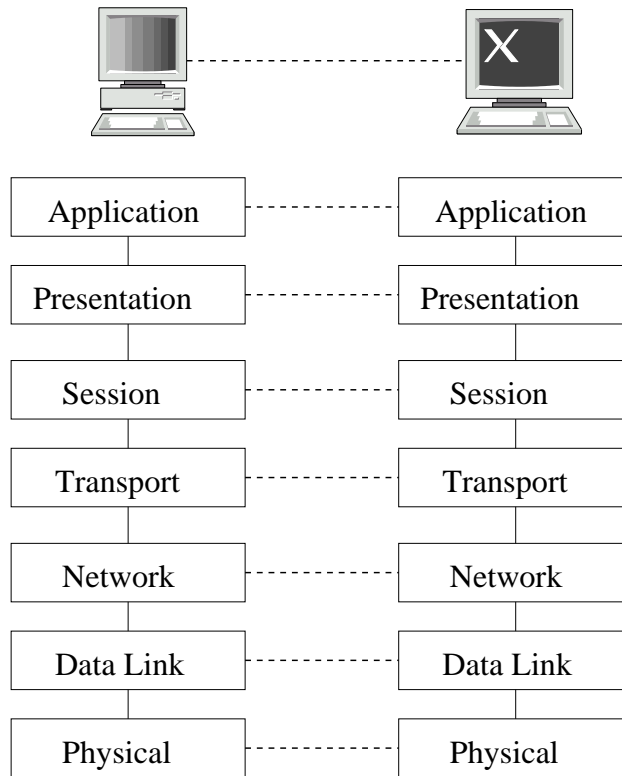 X
Application Application
Presentation Presentation
Session Session
Transport Transport
Network Network
Data Link Data Link
Physical Physical